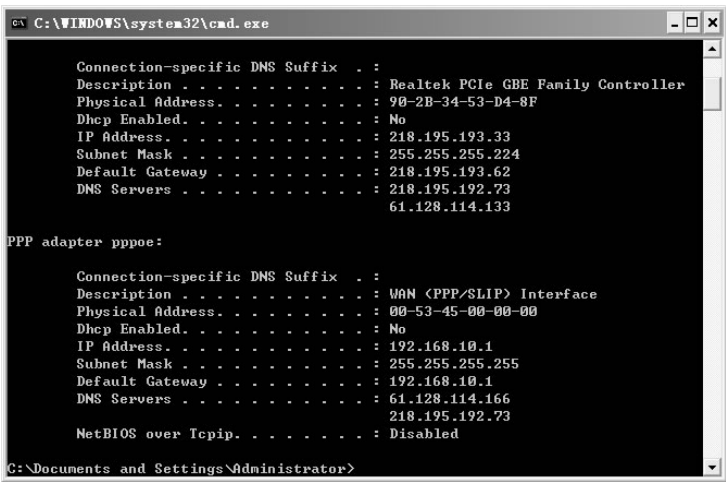 C:\WINDOWS\system32\cmd.exe
Connection-specific DNS Suffix . :
Description . . . . . . . . . . . : Realtek PCIe GBE Family Controller
Physical Address. . . . . . . . . : 90-2B-34-53-D4-8F
Dhcp Enabled. . . . . . . . . . . : No
IP Address. . . . . . . . . . . . : 218.195.193.33
Subnet Mask . . . . . . . . . . . : 255.255.255.224
Default Gateway . . . . . . . . . : 218.195.193.62
DNS Servers . . . . . . . . . . . : 218.195.192.73
61.128.114.133
PPP adapter pppoe:
Connection-specific DNS Suffix . :
Description . . . . . . . . . . . : WAN (PPP/SLIP) Interface
Physical Address. . . . . . . . . : 00-53-45-00-00-00
Dhcp Enabled. . . . . . . . . . . : No
IP Address. . . . . . . . . . . . : 192.168.10.1
Subnet Mask . . . . . . . . . . . : 255.255.255.255
Default Gateway . . . . . . . . . : 192.168.10.1
DNS Servers . . . . . . . . . . . : 61.128.114.166
218.195.192.73
NetBIOS over Tcpip. . . . . . . . : Disabled
C:\Documents and Settings\Administrator>